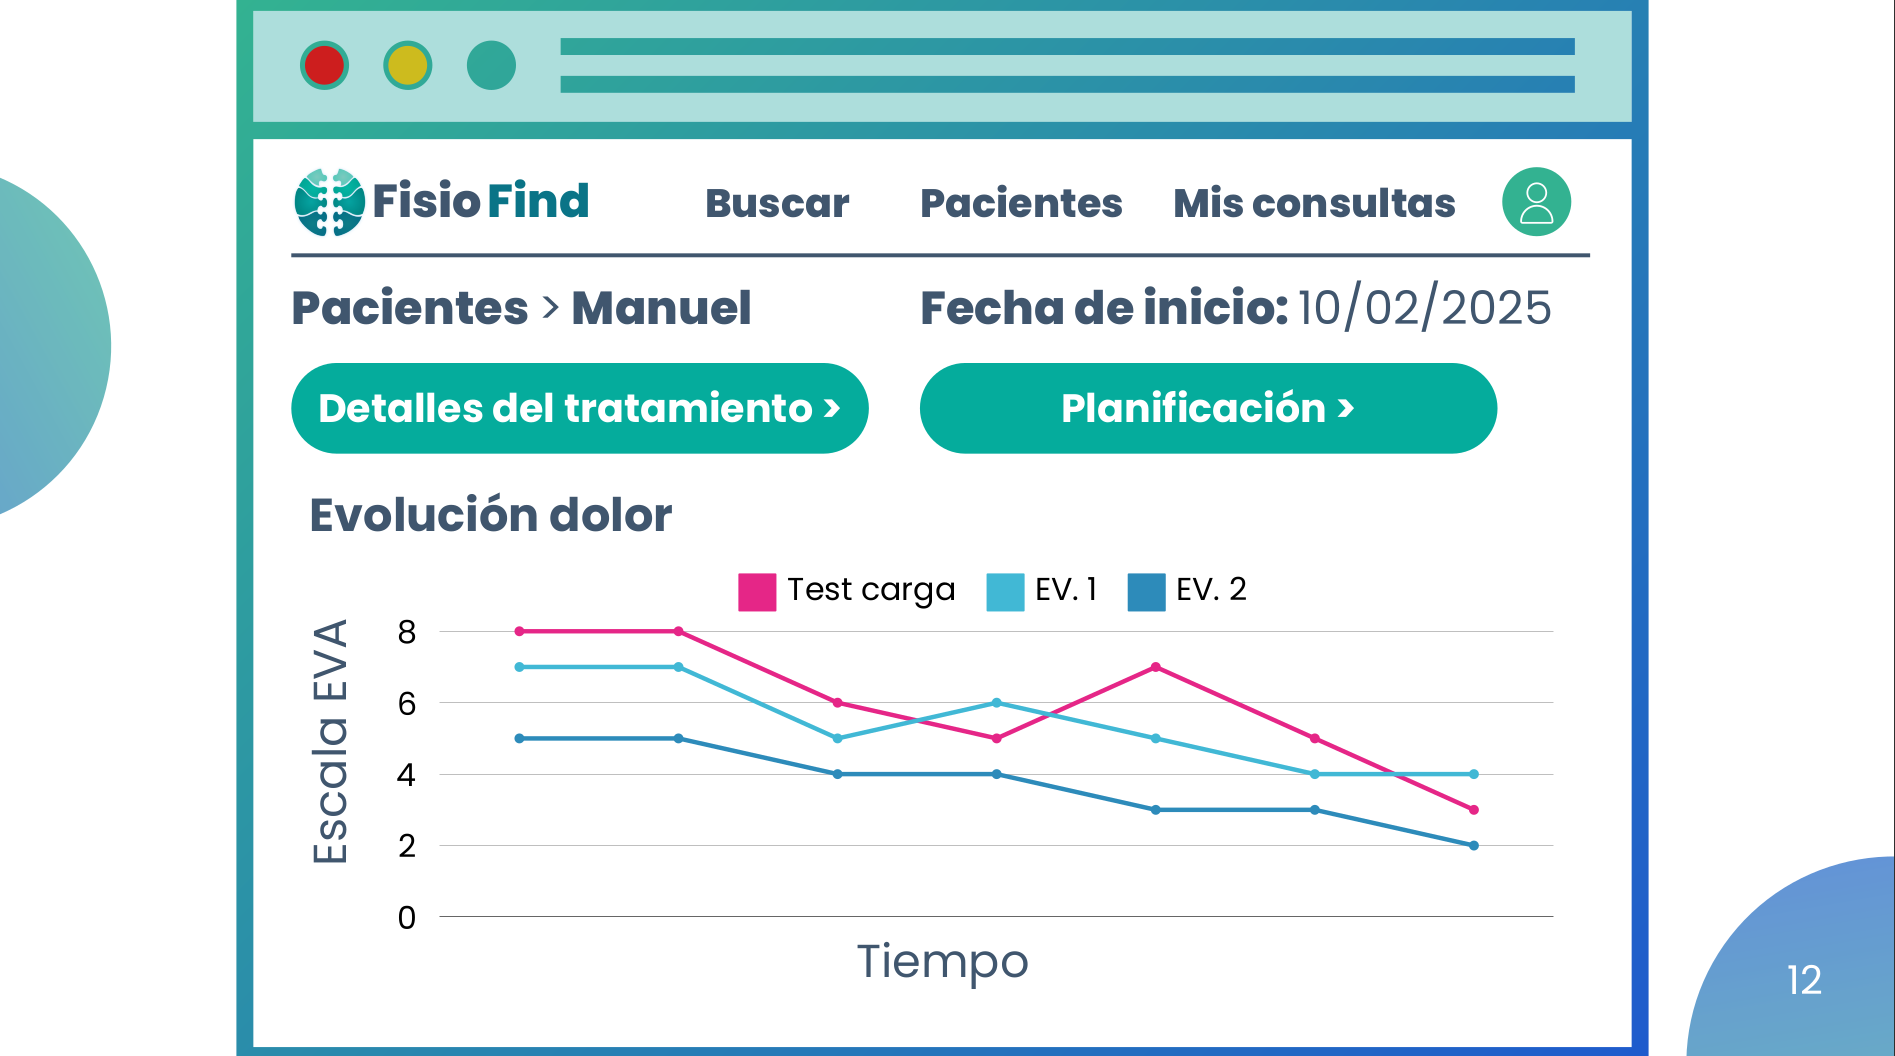 Fisio Find
Buscar
Pacientes
Mis consultas
Pacientes > Manuel
Fecha de inicio: 10/02/2025
Detalles del tratamiento >
Planificación >
Evolución dolor
Test carga
EV. 1
EV. 2
Escala EVA
8
6
4
2
0
Tiempo
12